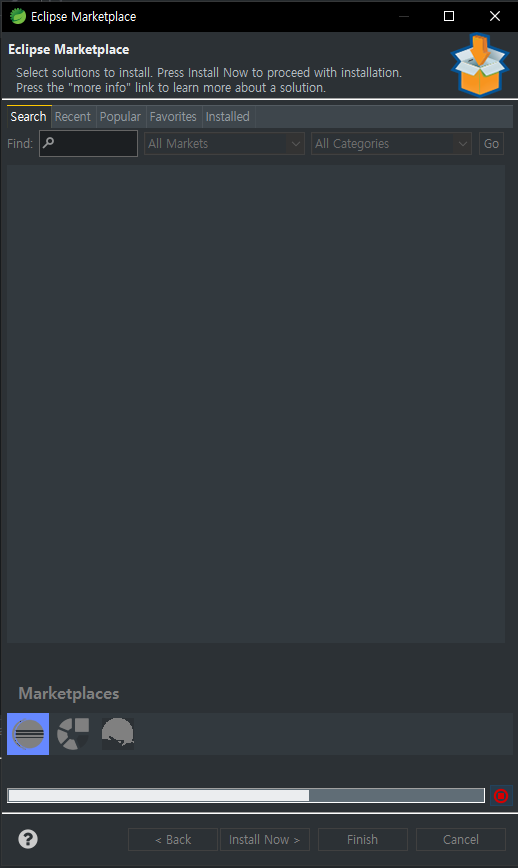 Eclipse Marketplace
Eclipse Marketplace
Select solutions to install. Press Install Now to proceed with installation.
Press the "more info" link to learn more about a solution.
Search Recent Popular Favorites Installed
Find: All Markets All Categories Go
Marketplaces
? < Back Install Now > Finish Cancel